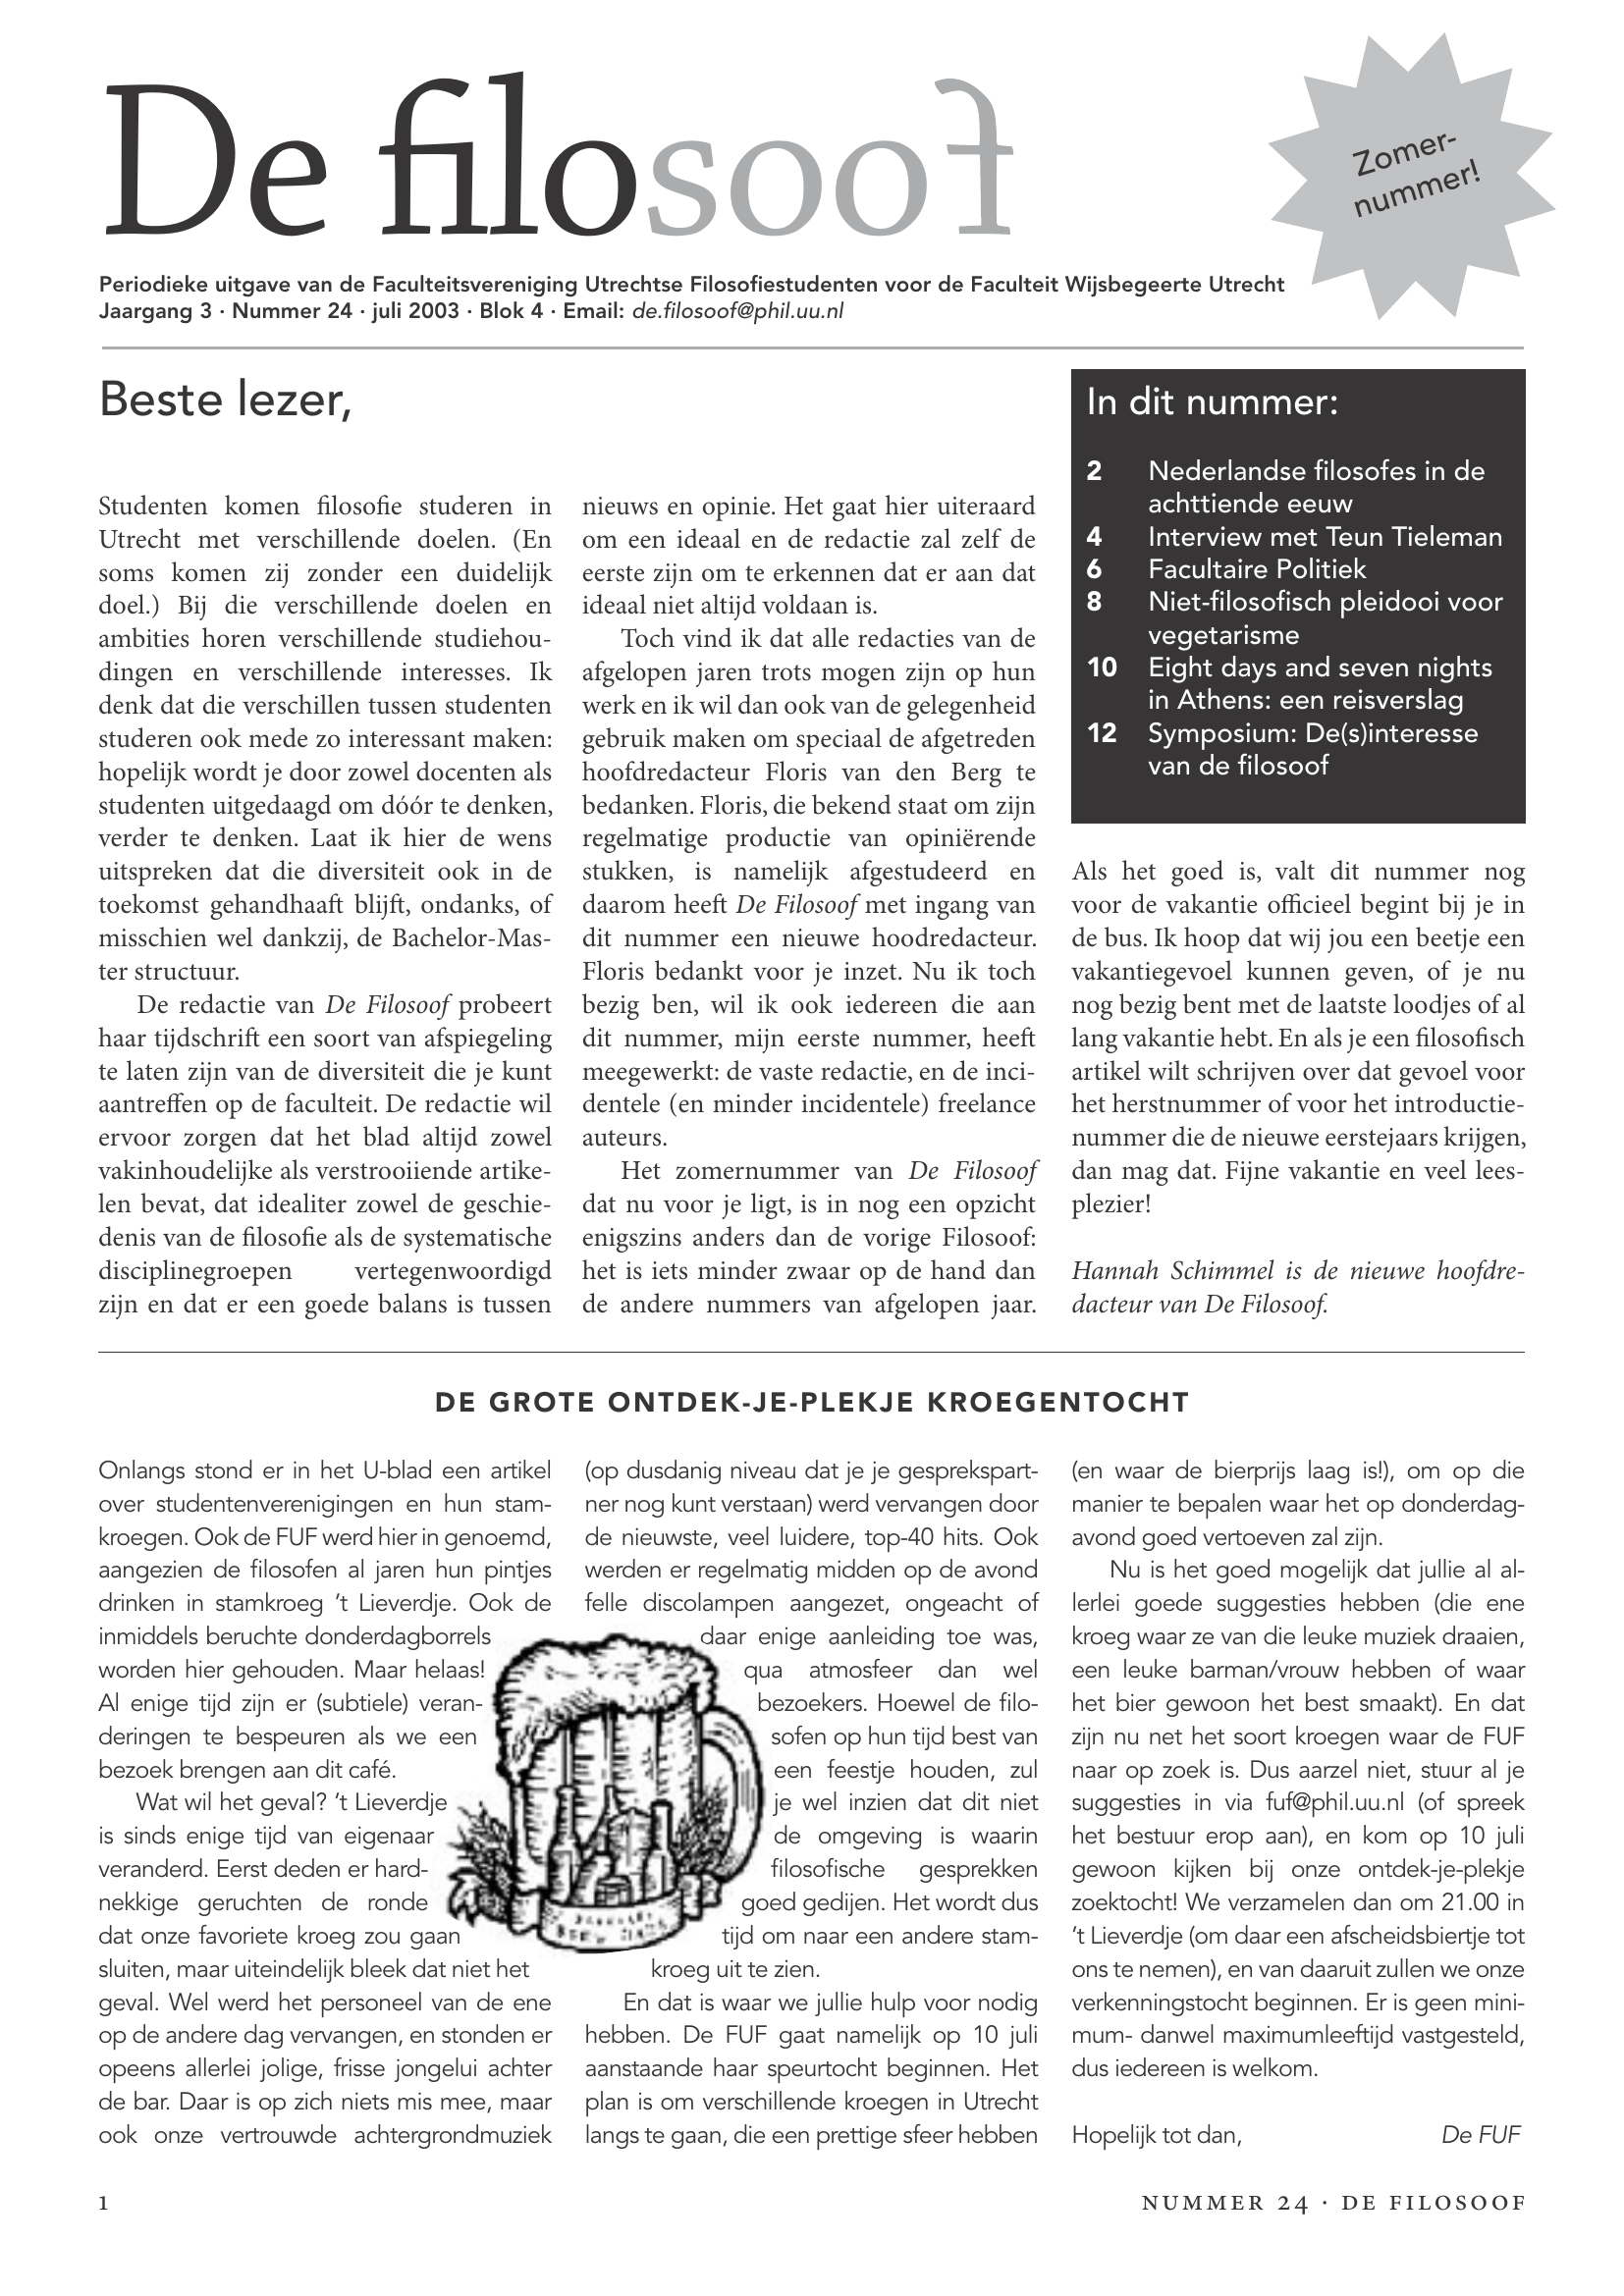 De filosoof
Zomer-
nummer!
Periodieke uitgave van de Faculteitsvereniging Utrechtse Filosofiestudenten voor de Faculteit Wijsbegeerte Utrecht
Jaargang 3 · Nummer 24 · juli 2003 · Blok 4 · Email: de.filosoof@phil.uu.nl
Beste lezer,
Studenten komen filosofie studeren in
Utrecht met verschillende doelen. (En
soms komen zij zonder een duidelijk
doel.) Bij die verschillende doelen en
ambities horen verschillende studiehou-
dingen en verschillende interesses. Ik
denk dat die verschillen tussen studenten
studeren ook mede zo interessant maken:
hopelijk wordt je door zowel docenten als
studenten uitgedaagd om dóór te denken,
verder te denken. Laat ik hier de wens
uitspreken dat die diversiteit ook in de
toekomst gehandhaaft blijft, ondanks, of
misschien wel dankzij, de Bachelor-Mas-
ter structuur.
De redactie van De Filosoof probeert
haar tijdschrift een soort van afspiegeling
te laten zijn van de diversiteit die je kunt
aantreffen op de faculteit. De redactie wil
ervoor zorgen dat het blad altijd zowel
vakinhoudelijke als verstrooiiende artike-
len bevat, dat idealiter zowel de geschie-
denis van de filosofie als de systematische
disciplinegroepen vertegenwoordigd
zijn en dat er een goede balans is tussen
nieuws en opinie. Het gaat hier uiteraard
om een ideaal en de redactie zal zelf de
eerste zijn om te erkennen dat er aan dat
ideaal niet altijd voldaan is.
Toch vind ik dat alle redacties van de
afgelopen jaren trots mogen zijn op hun
werk en ik wil dan ook van de gelegenheid
gebruik maken om speciaal de afgetreden
hoofdredacteur Floris van den Berg te
bedanken. Floris, die bekend staat om zijn
regelmatige productie van opiniërende
stukken, is namelijk afgestudeerd en
daarom heeft De Filosoof met ingang van
dit nummer een nieuwe hoodredacteur.
Floris bedankt voor je inzet. Nu ik toch
bezig ben, wil ik ook iedereen die aan
dit nummer, mijn eerste nummer, heeft
meegewerkt: de vaste redactie, en de inci-
dentele (en minder incidentele) freelance
auteurs.
Het zomernummer van De Filosoof
dat nu voor je ligt, is in nog een opzicht
enigszins anders dan de vorige Filosoof:
het is iets minder zwaar op de hand dan
de andere nummers van afgelopen jaar.
In dit nummer:
2 Nederlandse filosofes in de
achttiende eeuw
4 Interview met Teun Tieleman
6 Facultaire Politiek
8 Niet-filosofisch pleidooi voor
vegetarisme
10 Eight days and seven nights
in Athens: een reisverslag
12 Symposium: De(s)interesse
van de filosoof
Als het goed is, valt dit nummer nog
voor de vakantie officieel begint bij je in
de bus. Ik hoop dat wij jou een beetje een
vakantiegevoel kunnen geven, of je nu
nog bezig bent met de laatste loodjes of al
lang vakantie hebt. En als je een filosofisch
artikel wilt schrijven over dat gevoel voor
het herstnummer of voor het introductie-
nummer die de nieuwe eerstejaars krijgen,
dan mag dat. Fijne vakantie en veel lees-
plezier!
Hannah Schimmel is de nieuwe hoofdre-
dacteur van De Filosoof.
DE GROTE ONTDEK-JE-PLEKJE KROEGENTOCHT
Onlangs stond er in het U-blad een artikel
over studentenverenigingen en hun stam-
kroegen. Ook de FUF werd hier in genoemd,
aangezien de filosofen al jaren hun pintjes
drinken in stamkroeg ’t Lieverdje. Ook de
inmiddels beruchte donderdagborrels
worden hier gehouden. Maar helaas!
Al enige tijd zijn er (subtiele) veran-
deringen te bespeuren als we een
bezoek brengen aan dit café.
Wat wil het geval? ’t Lieverdje
is sinds enige tijd van eigenaar
veranderd. Eerst deden er hard-
nekkige geruchten de ronde
dat onze favoriete kroeg zou gaan
sluiten, maar uiteindelijk bleek dat niet het
geval. Wel werd het personeel van de ene
op de andere dag vervangen, en stonden er
opeens allerlei jolige, frisse jongelui achter
de bar. Daar is op zich niets mis mee, maar
ook onze vertrouwde achtergrondmuziek
(op dusdanig niveau dat je je gesprekspart-
ner nog kunt verstaan) werd vervangen door
de nieuwste, veel luidere, top-40 hits. Ook
werden er regelmatig midden op de avond
felle discolampen aangezet, ongeacht of
daar enige aanleiding toe was,
qua atmosfeer dan wel
bezoekers. Hoewel de filo-
sofen op hun tijd best van
een feestje houden, zul
je wel inzien dat dit niet
de omgeving is waarin
filosofische gesprekken
goed gedijen. Het wordt dus
tijd om naar een andere stam-
kroeg uit te zien.
En dat is waar we jullie hulp voor nodig
hebben. De FUF gaat namelijk op 10 juli
aanstaande haar speurtocht beginnen. Het
plan is om verschillende kroegen in Utrecht
langs te gaan, die een prettige sfeer hebben
(en waar de bierprijs laag is!), om op die
manier te bepalen waar het op donderdag-
avond goed vertoeven zal zijn.
Nu is het goed mogelijk dat jullie al al-
lerlei goede suggesties hebben (die ene
kroeg waar ze van die leuke muziek draaien,
een leuke barman/vrouw hebben of waar
het bier gewoon het best smaakt). En dat
zijn nu net het soort kroegen waar de FUF
naar op zoek is. Dus aarzel niet, stuur al je
suggesties in via fuf@phil.uu.nl (of spreek
het bestuur erop aan), en kom op 10 juli
gewoon kijken bij onze ontdek-je-plekje
zoektocht! We verzamelen dan om 21.00 in
’t Lieverdje (om daar een afscheidsbiertje tot
ons te nemen), en van daaruit zullen we onze
verkenningstocht beginnen. Er is geen mini-
mum- danwel maximumleeftijd vastgesteld,
dus iedereen is welkom.
Hopelijk tot dan, De FUF
1
NUMMER 24 · DE FILOSOOF